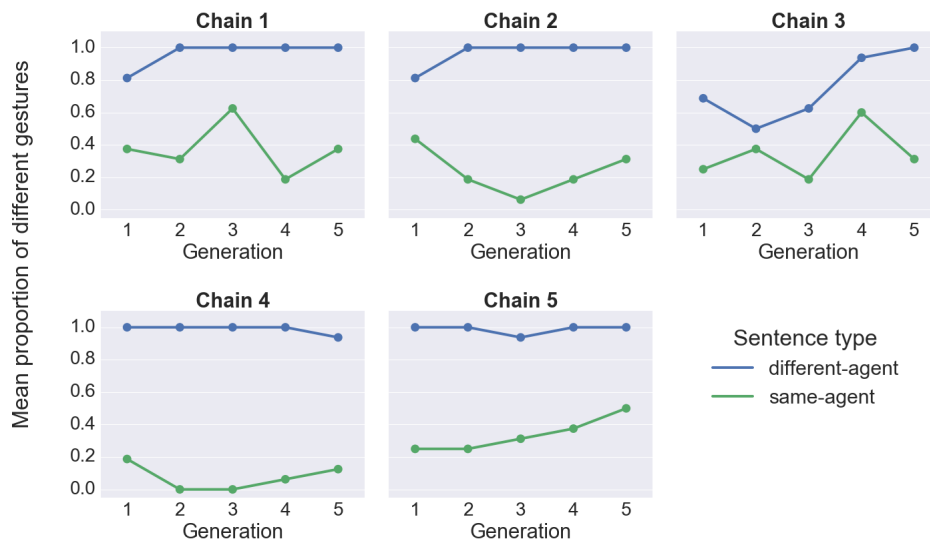 Chain 1
Chain 2
Chain 3
Mean proportion of different gestures
1.0
0.8
0.6
0.4
0.2
0.0
1 2 3 4 5
1 2 3 4 5
1 2 3 4 5
Generation
Generation
Generation
Chain 4
Chain 5
1.0
0.8
0.6
0.4
0.2
0.0
1 2 3 4 5
1 2 3 4 5
Generation
Generation
Sentence type
different-agent
same-agent